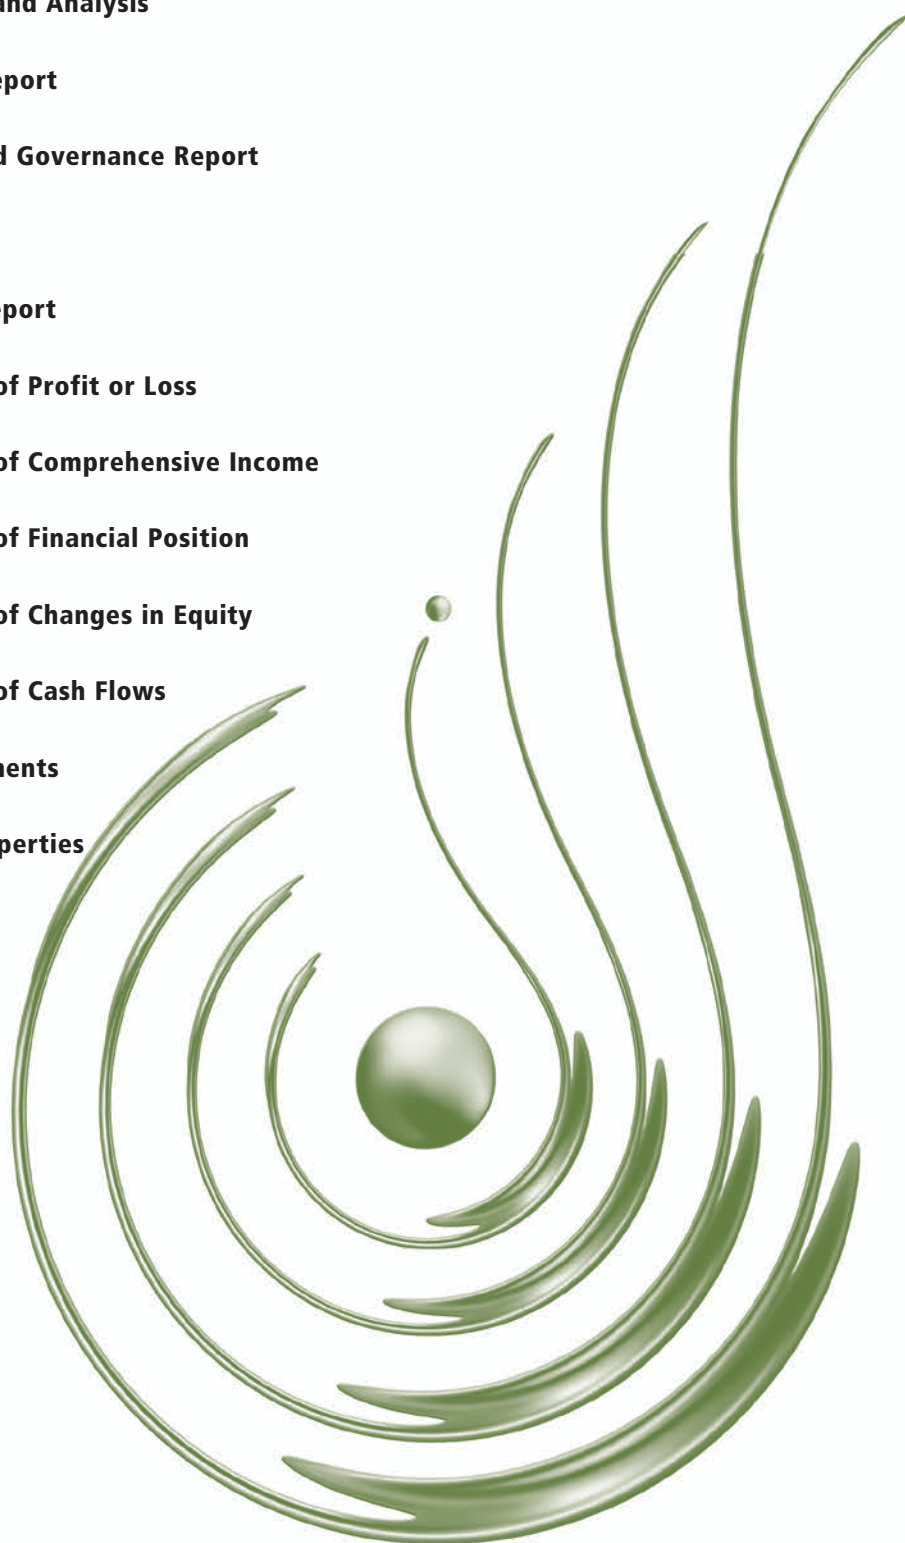 and Analysis
eport
d Governance Report
eport
of Profit or Loss
of Comprehensive Income
of Financial Position
of Changes in Equity
of Cash Flows
nents
perties